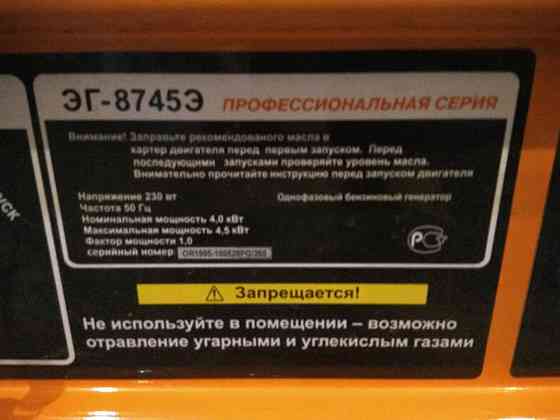 ЭГ-8745Э ПРОФЕССИОНАЛЬНАЯ СЕРИЯ
Внимание! Заправьте рекомендованого масла в
картер двигателя перед первым запуском. Перед
последующими запусками проверяйте уровень масла.
Внимательно прочитайте инструкцию перед запуском двигателя
Напряжение 230 вт Однофазовый бензиновый генератор
Частота 50 Гц
Номинальная мощность 4,0 кВт
Максимальная мощность 4,5 кВт
Фактор мощности 1,0
серийный номер
РСТ
Запрещается!
Не используйте в помещении – возможно
отравление угарными и углекислым газами